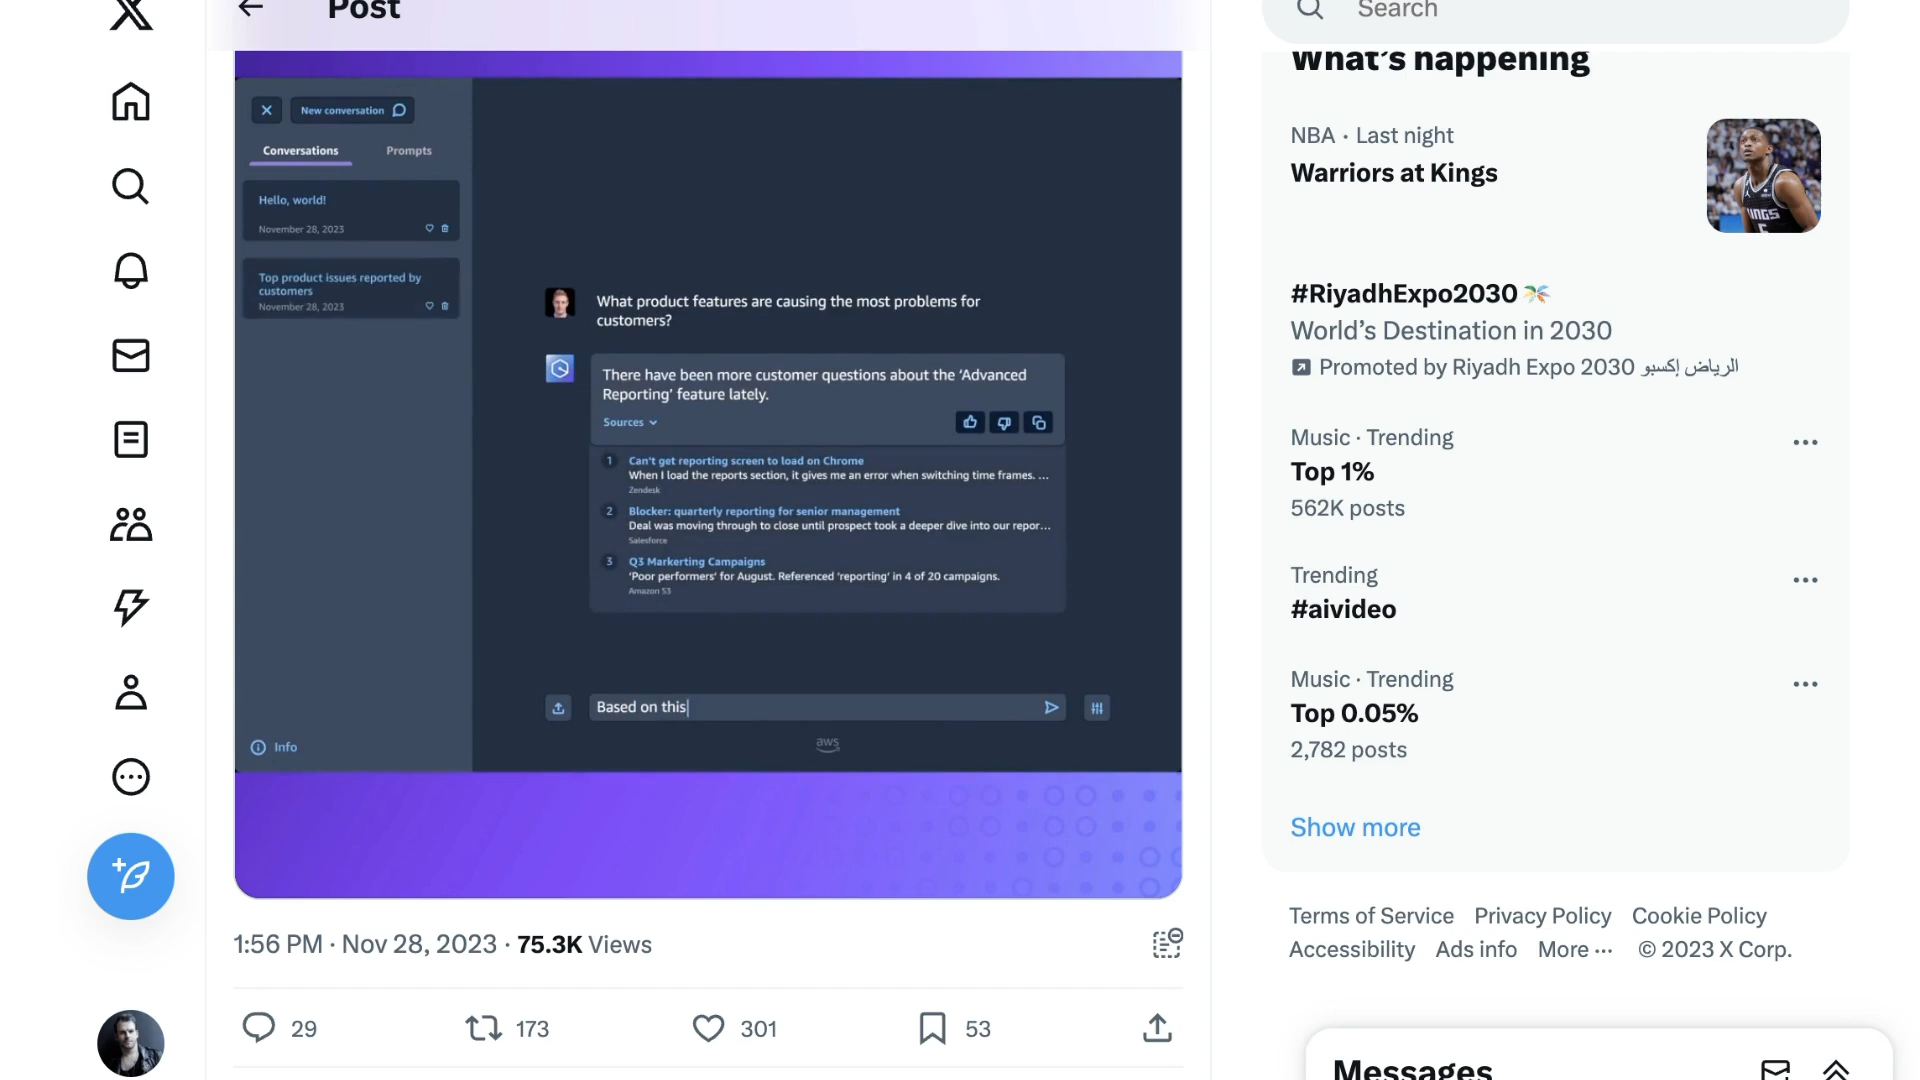 Post
New conversation
Conversations
Prompts
Hello, world!
November 28, 2023
Top product issues reported by
customers
November 28, 2023
Info
What product features are causing the most problems for
customers?
There have been more customer questions about the ‘Advanced
Reporting’ feature lately.
Sources
1 Can't get reporting screen to load on Chrome
When I load the reports section, it gives me an error when switching time frames. ...
Zendesk
2 Blocker: quarterly reporting for senior management
Deal was moving through to close until prospect took a deeper dive into our repor...
Salesforce
3 Q3 Markerting Campaigns
'Poor performers' for August. Referenced 'reporting' in 4 of 20 campaigns.
Amazon S3
Based on this
aws
1:56 PM · Nov 28, 2023 · 75.3K Views
29
173
301
53
Search
What’s happening
NBA · Last night
Warriors at Kings
KINGS
5
#RiyadhExpo2030
World’s Destination in 2030
Promoted by Riyadh Expo 2030 الرياض إكسبو
Music · Trending
Top 1%
562K posts
Trending
#aivideo
Music · Trending
Top 0.05%
2,782 posts
Show more
Terms of Service Privacy Policy Cookie Policy
Accessibility Ads info More ··· © 2023 X Corp.
Messages